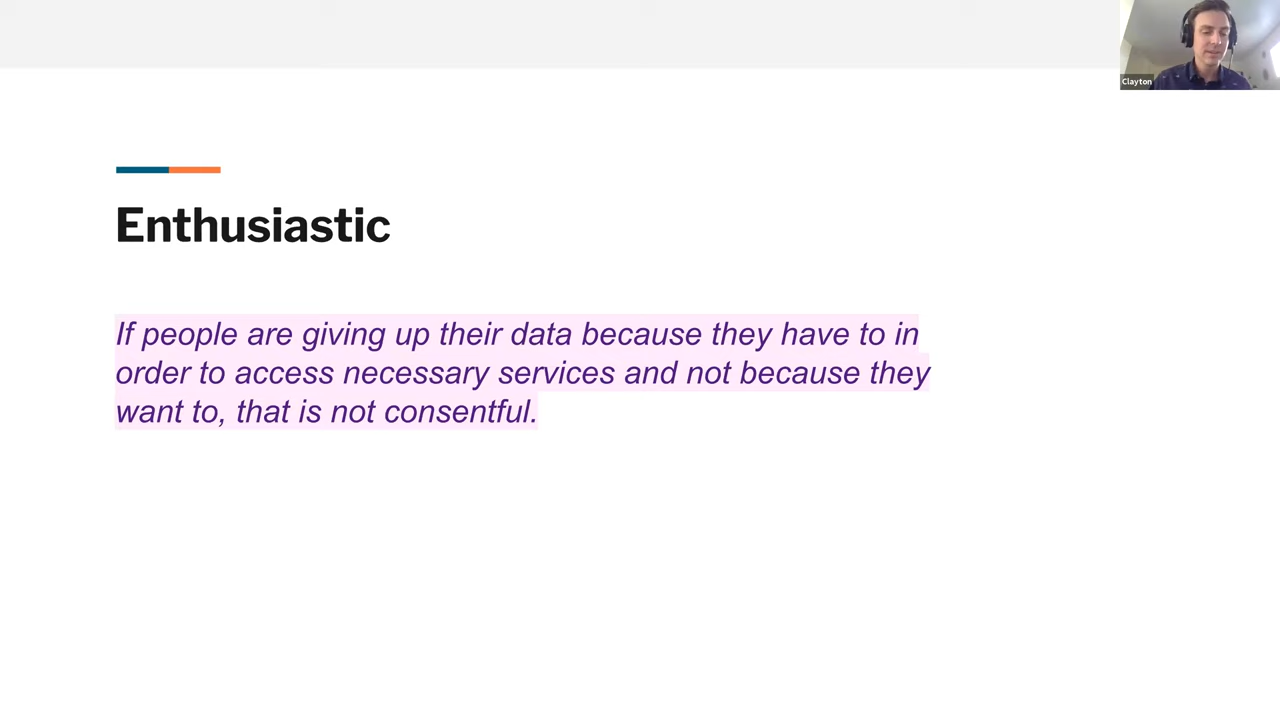 Clayton
Enthusiastic
If people are giving up their data because they have to in
order to access necessary services and not because they
want to, that is not consentful.